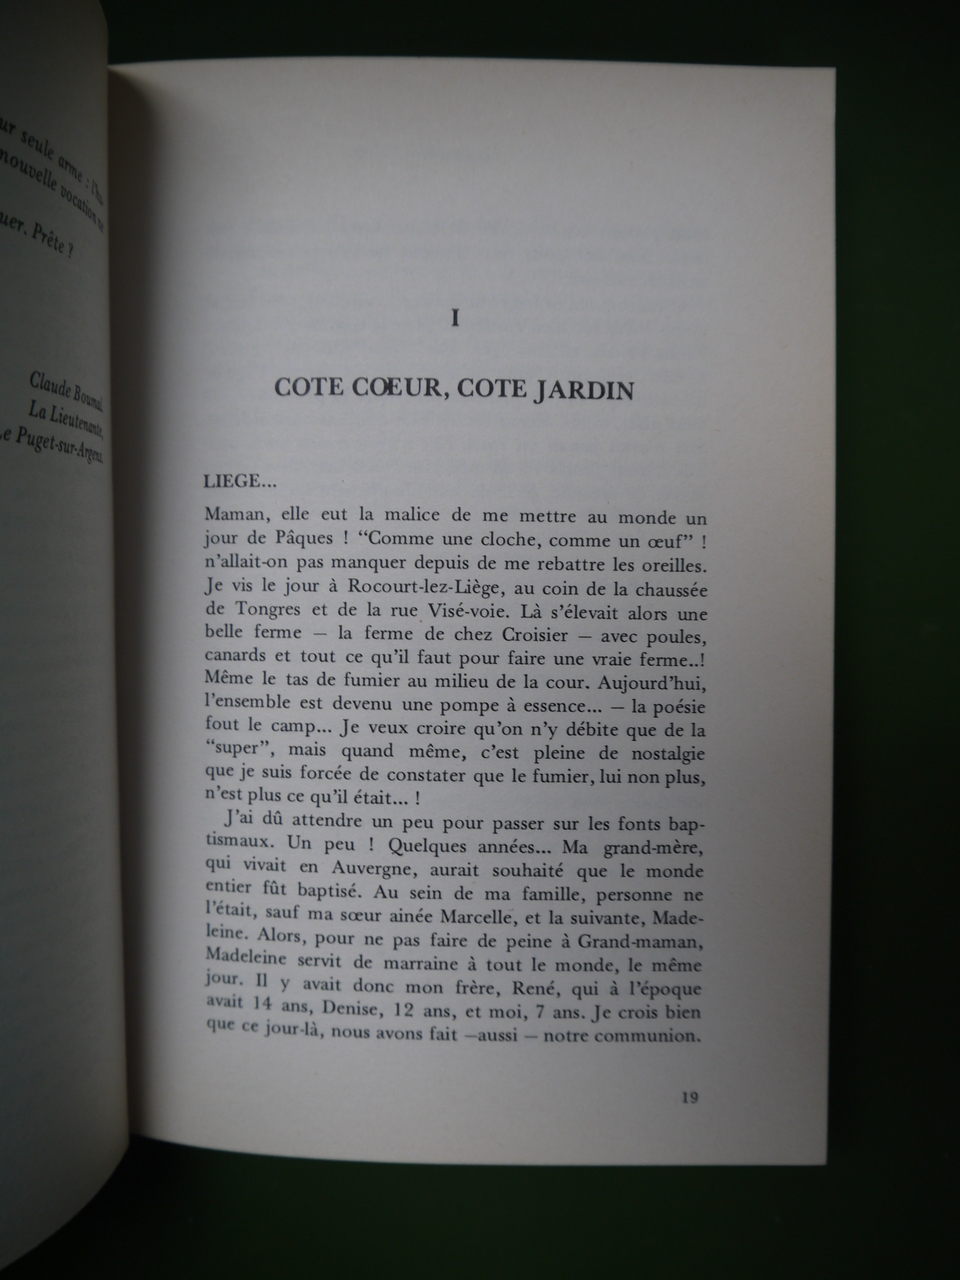 ur seule arme : l'hu
nouvelle vocation
uer. Prête ?
Claude Boumal,
La Lieutenante,
Le Puget-sur-Argens.
I
COTE CŒUR, COTE JARDIN
LIEGE...
Maman, elle eut la malice de me mettre au monde un
jour de Pâques ! “Comme une cloche, comme un œuf” !
n'allait-on pas manquer depuis de me rebattre les oreilles.
Je vis le jour à Rocourt-lez-Liège, au coin de la chaussée
de Tongres et de la rue Visé-voie. Là s'élevait alors une
belle ferme — la ferme de chez Croisier — avec poules,
canards et tout ce qu'il faut pour faire une vraie ferme..!
Même le tas de fumier au milieu de la cour. Aujourd'hui,
l'ensemble est devenu une pompe à essence... — la poésie
fout le camp... Je veux croire qu'on n'y débite que de la
“super”, mais quand même, c'est pleine de nostalgie
que je suis forcée de constater que le fumier, lui non plus,
n'est plus ce qu'il était... !
J'ai dû attendre un peu pour passer sur les fonts bap-
tismaux. Un peu ! Quelques années... Ma grand-mère,
qui vivait en Auvergne, aurait souhaité que le monde
entier fût baptisé. Au sein de ma famille, personne ne
l'était, sauf ma sœur ainée Marcelle, et la suivante, Made-
leine. Alors, pour ne pas faire de peine à Grand-maman,
Madeleine servit de marraine à tout le monde, le même
jour. Il y avait donc mon frère, René, qui à l'époque
avait 14 ans, Denise, 12 ans, et moi, 7 ans. Je crois bien
que ce jour-là, nous avons fait —aussi — notre communion.
19